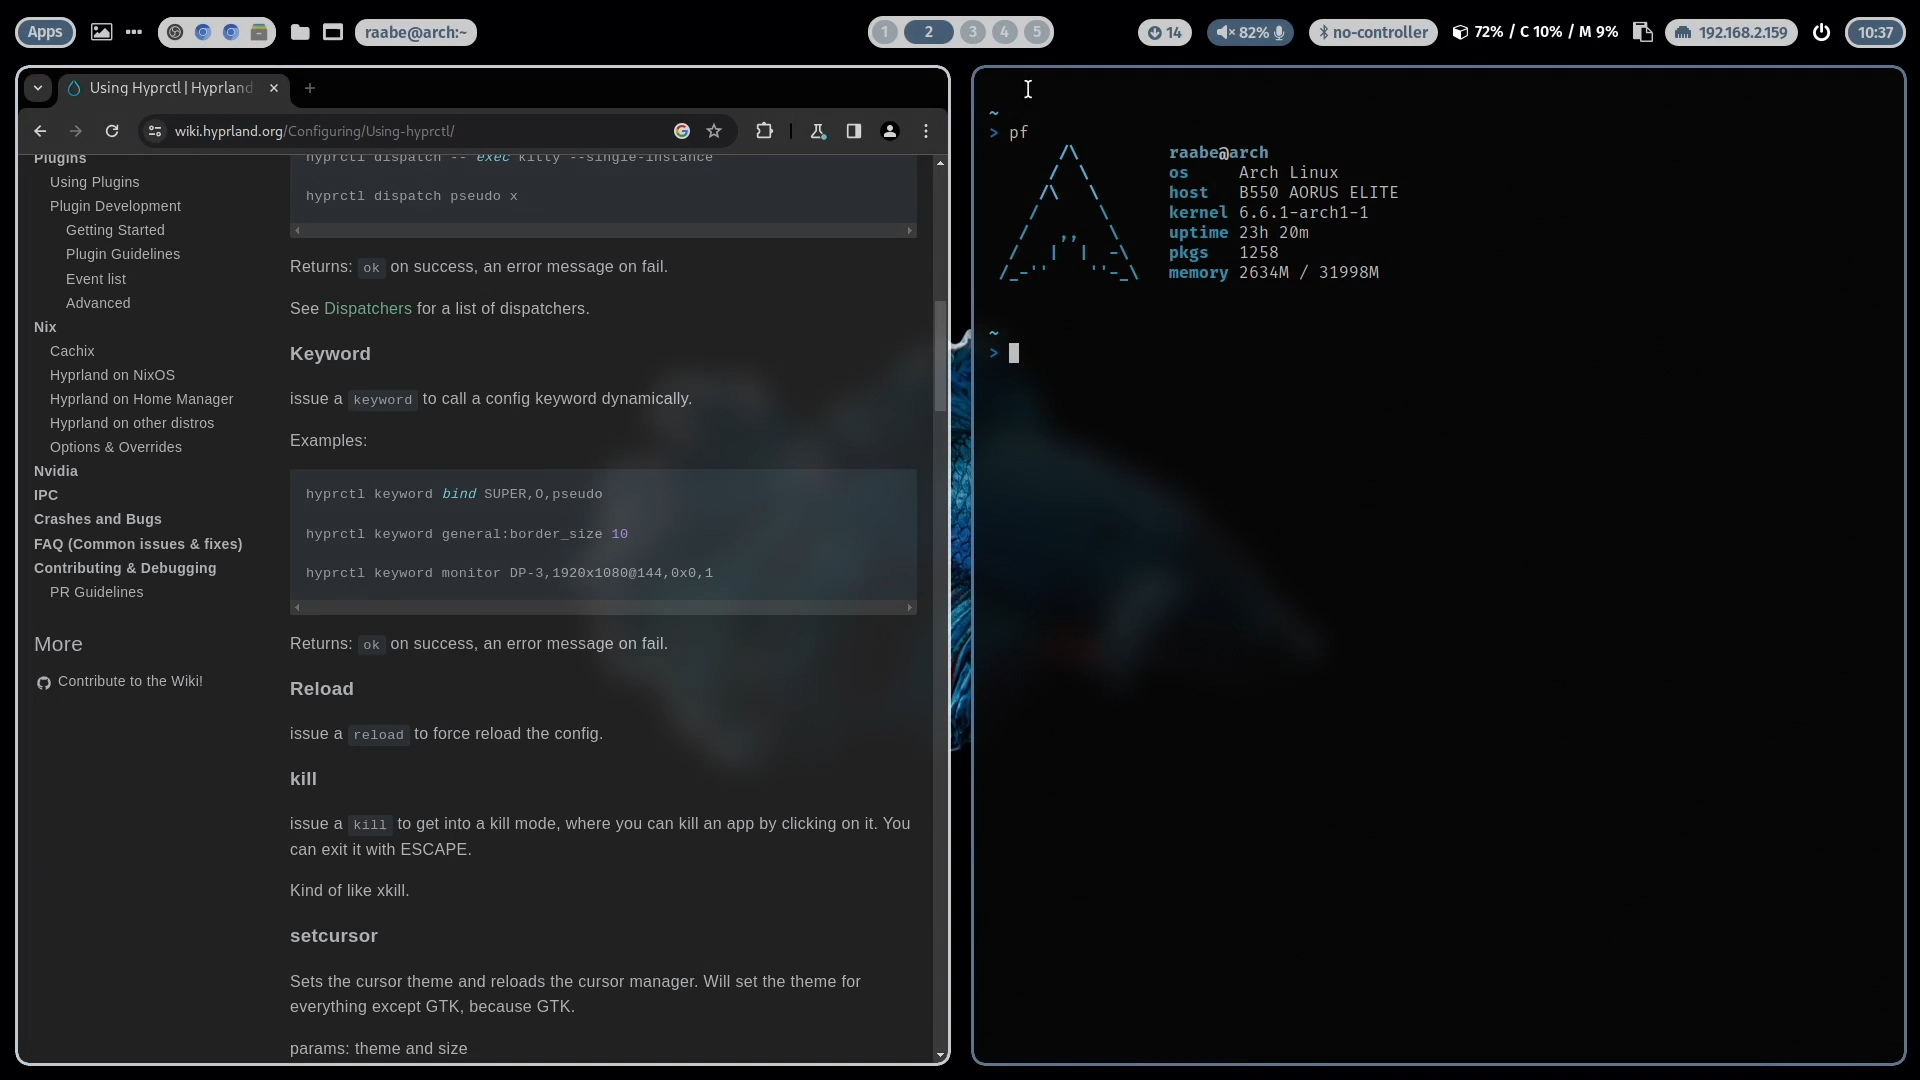 Apps
raabe@arch:~
1 2 3 4 5
14
82%
no-controller
72% / C 10% / M 9%
192.168.2.159
10:37
Using Hyprctl | Hyprland
wiki.hyprland.org/Configuring/Using-hyprctl/
Plugins
Using Plugins
Plugin Development
Getting Started
Plugin Guidelines
Event list
Advanced
Nix
Cachix
Hyprland on NixOS
Hyprland on Home Manager
Hyprland on other distros
Options & Overrides
Nvidia
IPC
Crashes and Bugs
FAQ (Common issues & fixes)
Contributing & Debugging
PR Guidelines
More
Contribute to the Wiki!
hyprctl dispatch -- exec kitty --single-instance
hyprctl dispatch pseudo x
Returns: ok on success, an error message on fail.
See Dispatchers for a list of dispatchers.
Keyword
issue a keyword to call a config keyword dynamically.
Examples:
hyprctl keyword bind SUPER,O,pseudo
hyprctl keyword general:border_size 10
hyprctl keyword monitor DP-3,1920x1080@144,0x0,1
Returns: ok on success, an error message on fail.
Reload
issue a reload to force reload the config.
kill
issue a kill to get into a kill mode, where you can kill an app by clicking on it. You
can exit it with ESCAPE.
Kind of like xkill.
setcursor
Sets the cursor theme and reloads the cursor manager. Will set the theme for
everything except GTK, because GTK.
params: theme and size
~
> pf
raabe@arch
os Arch Linux
host B550 AORUS ELITE
kernel 6.6.1-arch1-1
uptime 23h 20m
pkgs 1258
memory 2634M / 31998M
~
>